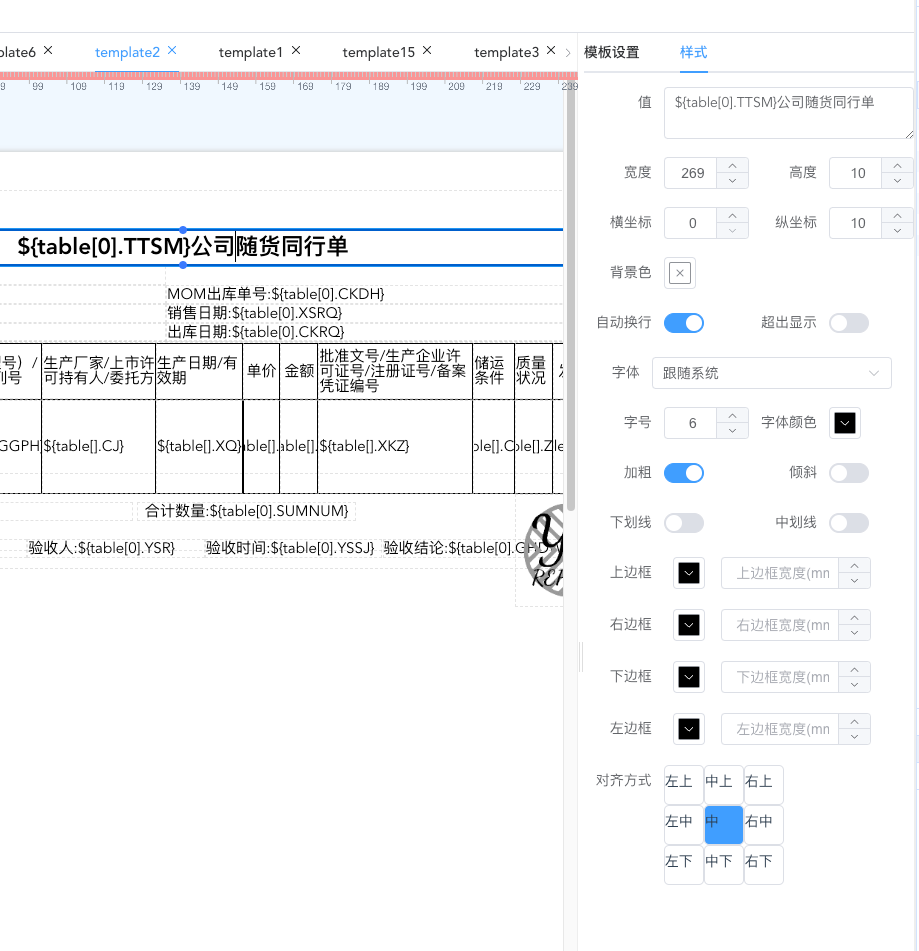 plate6 template2 template1 template15 template3
模板设置 样式
99 109 119 129 139 149 159 169 179 189 199 209 219 229 239
值 ${table[0].TTSM}公司随货同行单
宽度 269 高度 10
横坐标 0 纵坐标 10
背景色
自动换行 超出显示
字体 跟随系统
字号 6 字体颜色
加粗 倾斜
下划线 中划线
上边框 上边框宽度(mn
右边框 右边框宽度(mn
下边框 下边框宽度(mn
左边框 左边框宽度(mn
对齐方式
左上 中上 右上
左中 中 右中
左下 中下 右下
${table[0].TTSM}公司随货同行单
MOM出库单号:${table[0].CKDH}
销售日期:${table[0].XSRQ}
出库日期:${table[0].CKRQ}
号）/
列号
生产厂家/上市许
可持有人/委托方
生产日期/有
效期
单价
金额
批准文号/生产企业许
可证号/注册证号/备案
凭证编号
储运
条件
质量
状况
GGPH} ${table[].CJ} ${table[].XQ} ${table[].XKZ}
合计数量:${table[0].SUMNUM}
验收人:${table[0].YSR} 验收时间:${table[0].YSSJ} 验收结论:${table[0].